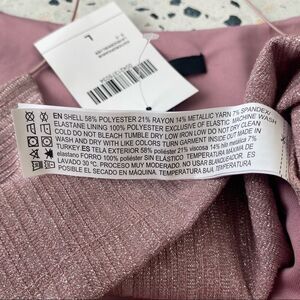 L
EN SHELL 58% POLYESTER 21% RAYON 14% METALLIC YARN 7% SPANDEX
ELASTANE LINING 100% POLYESTER EXCLUSIVE OF ELASTIC MACHINE WASH
COLD DO NOT BLEACH TUMBLE DRY LOW IRON LOW DO NOT DRY CLEAN
WASH AND DRY WITH LIKE COLORS TURN GARMENT INSIDE OUT MADE IN
TURKEY ES TELA EXTERIOR 58% poliéster 21% viscosa 14% hilo metálico 7%
elastano FORRO 100% poliéster SIN ELÁSTICO. TEMPERATURA MÁXIMA DE
LAVADO 30 ºC. PROCESO MUY MODERADO. NO USAR BLANQUEADOR. ES
POSIBLE EL SECADO EN MÁQUINA. TEMPERATURA